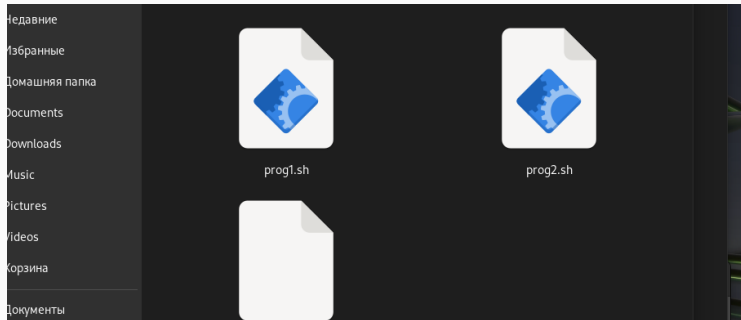 Недавние
Избранные
Домашняя папка
Documents
Downloads
Music
Pictures
Videos
Корзина
Документы
prog1.sh
prog2.sh